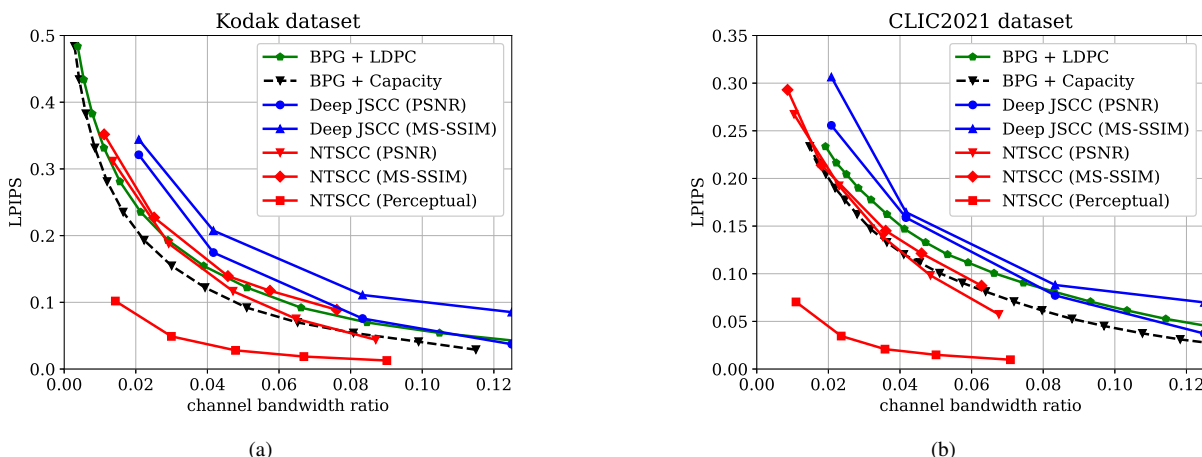 Kodak dataset
LPIPS
0.5
0.4
0.3
0.2
0.1
0.0
BPG + LDPC
BPG + Capacity
Deep JSCC (PSNR)
Deep JSCC (MS-SSIM)
NTSCC (PSNR)
NTSCC (MS-SSIM)
NTSCC (Perceptual)
0.00 0.02 0.04 0.06 0.08 0.10 0.12
channel bandwidth ratio
(a)
CLIC2021 dataset
LPIPS
0.35
0.30
0.25
0.20
0.15
0.10
0.05
0.00
BPG + LDPC
BPG + Capacity
Deep JSCC (PSNR)
Deep JSCC (MS-SSIM)
NTSCC (PSNR)
NTSCC (MS-SSIM)
NTSCC (Perceptual)
0.00 0.02 0.04 0.06 0.08 0.10 0.12
channel bandwidth ratio
(b)